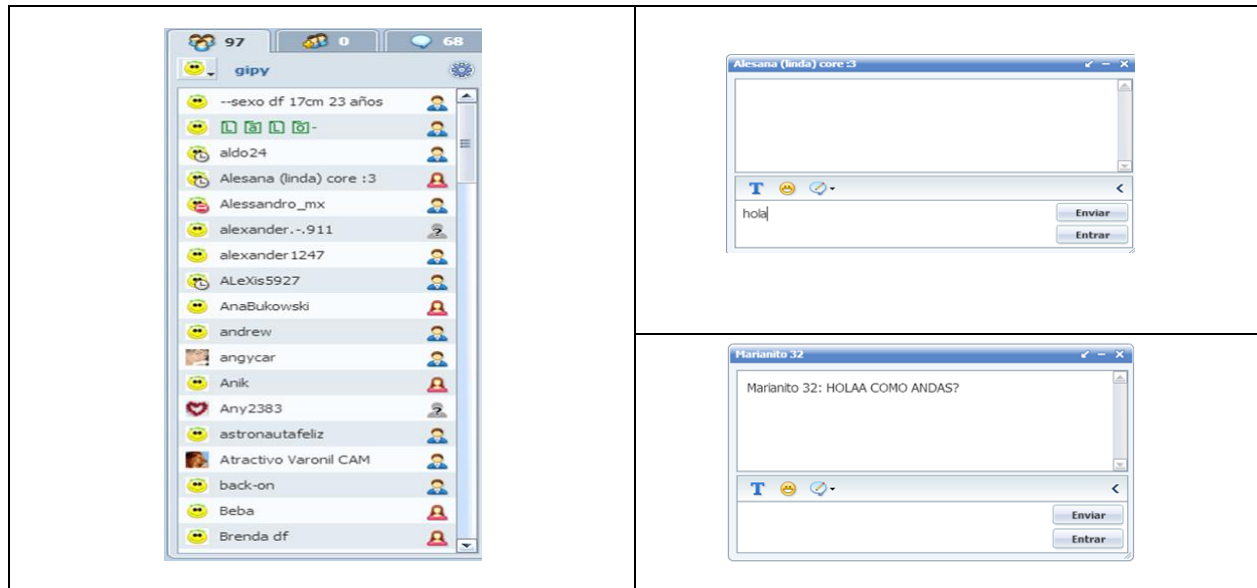 97 0 68
gipy
--sexo df 17cm 23 años
L a L o-
aldo24
Alesana (linda) core :3
Alessandro_mx
alexander.-.911
alexander1247
ALeXis5927
AnaBukowski
andrew
angycar
Anik
Any2383
astronautafeliz
Atractivo Varonil CAM
back-on
Beba
Brenda df
Alesana (linda) core :3
T
hola
Enviar
Entrar
Marianito 32
Marianito 32: HOLAA COMO ANDAS?
T
Enviar
Entrar